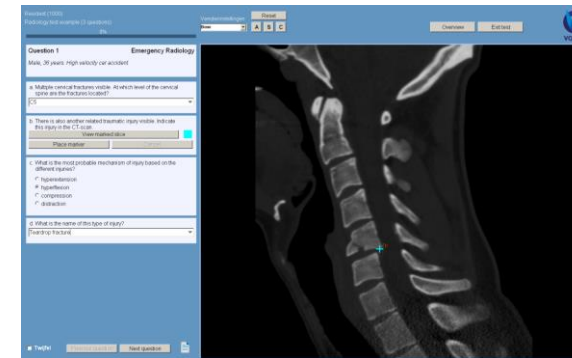 Resident (1000)
Radiology test example (3 questions)
0%
Reset
A B C
Overview
Exit test
Question 1
Emergency Radiology
Male, 36 years. High velocity car accident.
a. Multiple cervical fractures visible. At which level of the cervical
spine are the fractures located?
C5
b. There is also another related traumatic injury visible. Indicate
this injury in the CT-scan.
View marked slice
Place marker
c. What is the most probable mechanism of injury based on the
different injuries?
hyperextension
hyperflexion
compression
distraction
d. What is the name of this type of injury?
Teardrop fracture
Twijfel
Next question